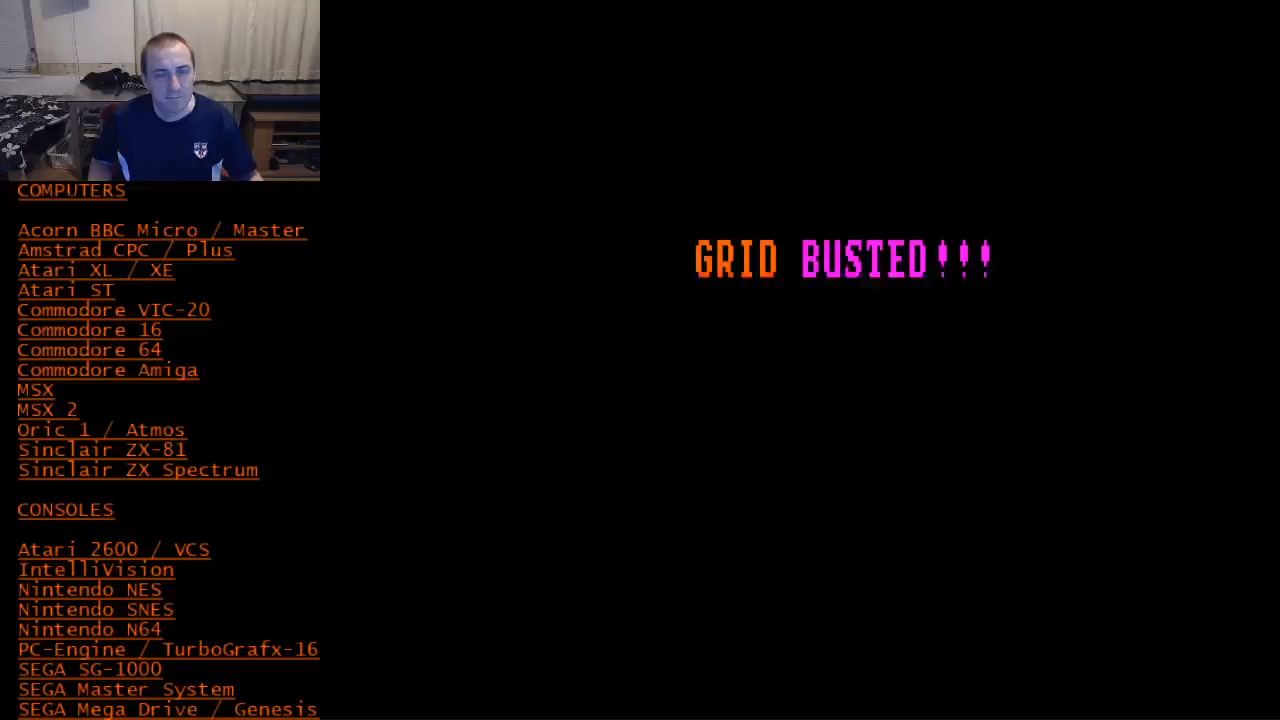 COMPUTERS
Acorn BBC Micro / Master
Amstrad CPC / Plus
Atari XL / XE
Atari ST
Commodore VIC-20
Commodore 16
Commodore 64
Commodore Amiga
MSX
MSX 2
Oric 1 / Atmos
Sinclair ZX-81
Sinclair ZX Spectrum
CONSOLES
Atari 2600 / VCS
IntelliVision
Nintendo NES
Nintendo SNES
Nintendo N64
PC-Engine / TurboGrafx-16
SEGA SG-1000
SEGA Master System
SEGA Mega Drive / Genesis
GRID BUSTED!!!